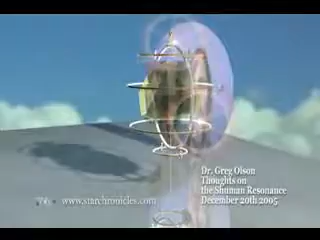 Dr. Greg Olson
Thoughts on
the Shuman Resonance
December 20th 2005
www.starchronicles.com